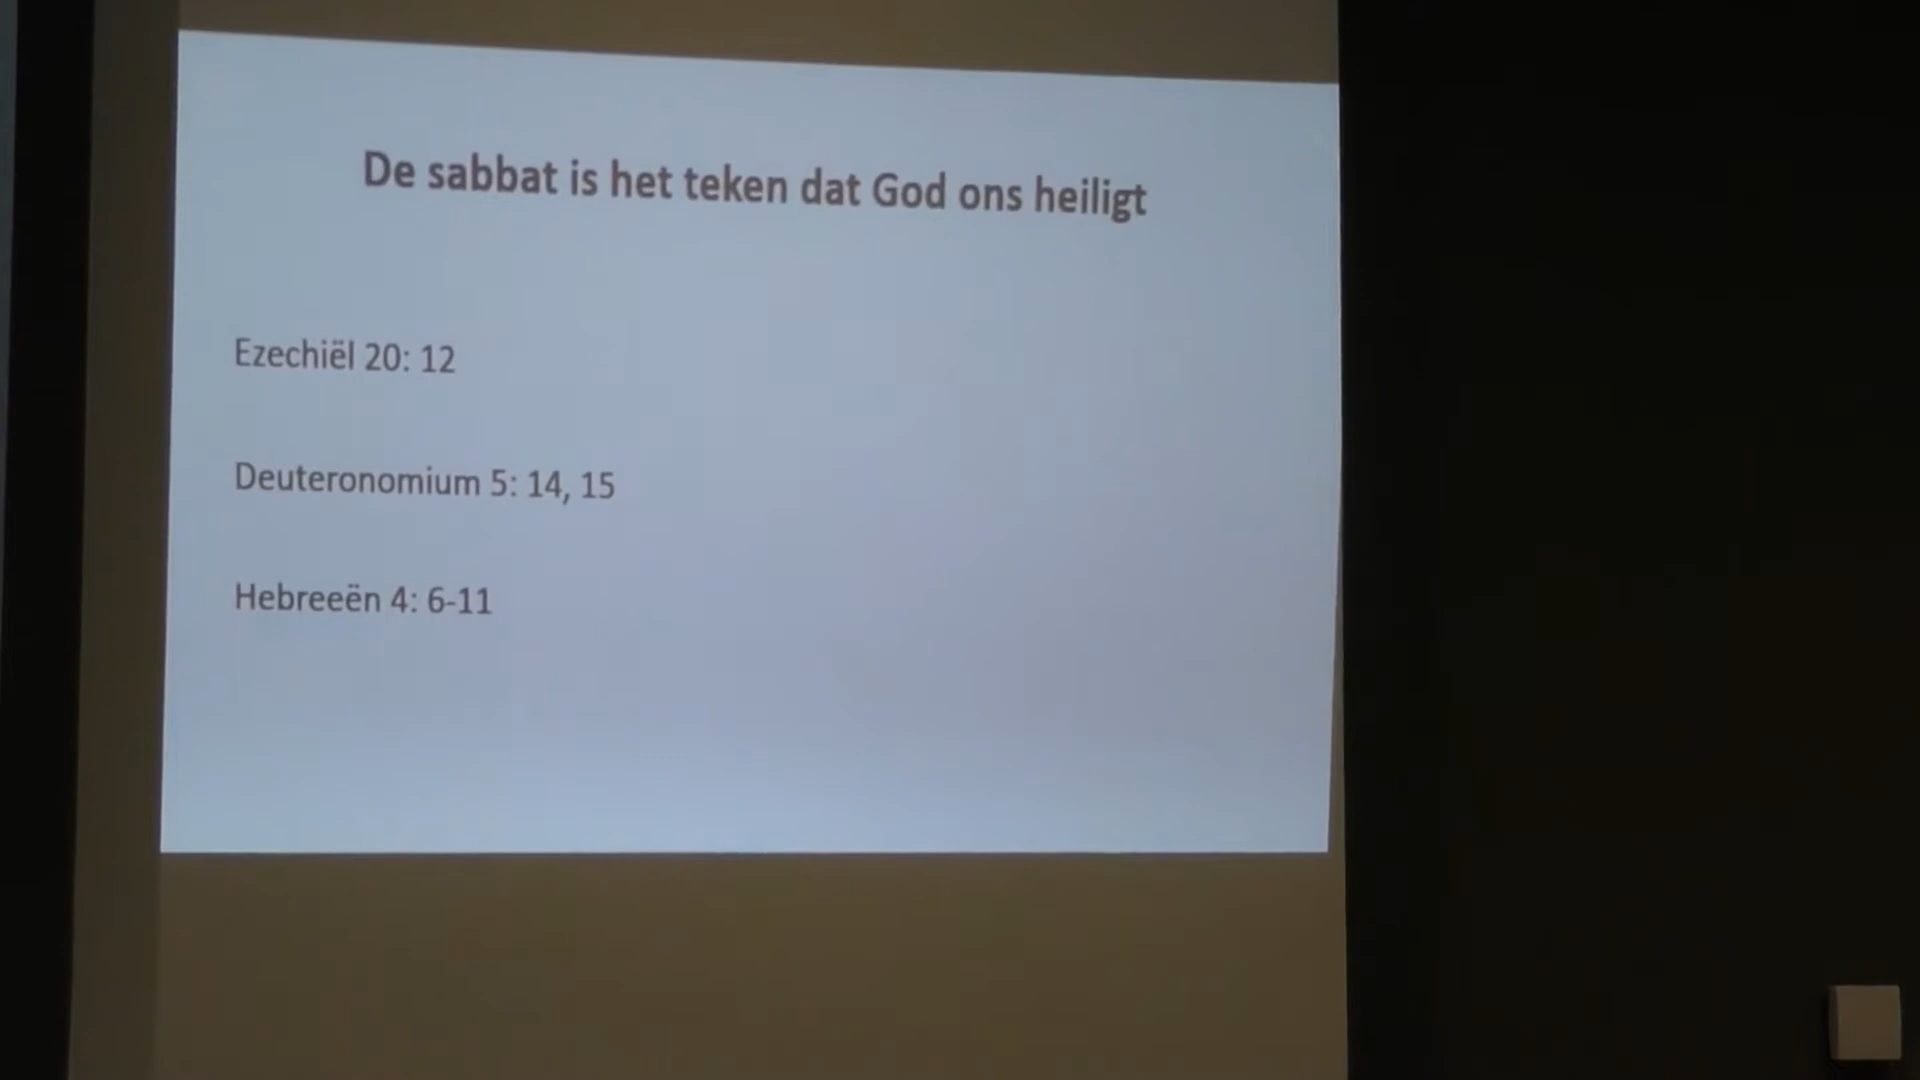 De sabbat is het teken dat God ons heiligt
Ezechiël 20: 12
Deuteronomium 5: 14, 15
Hebreeën 4: 6-11